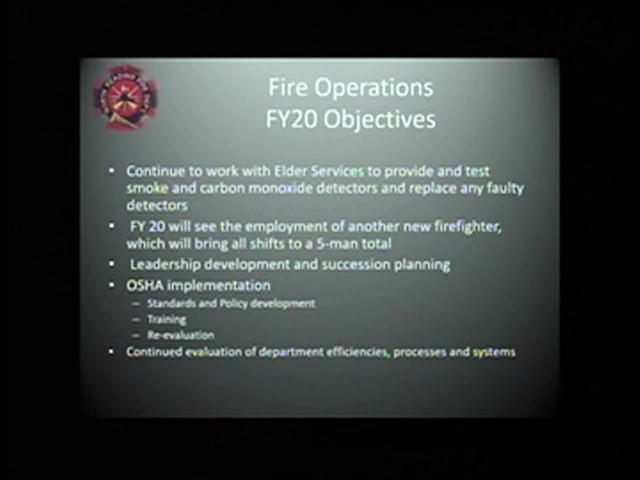 Fire Operations
FY20 Objectives
• Continue to work with Elder Services to provide and test
smoke and carbon monoxide detectors and replace any faulty
detectors
• FY 20 will see the employment of another new firefighter,
which will bring all shifts to a 5-man total
• Leadership development and succession planning
• OSHA implementation
– Standards and Policy development
– Training
– Re-evaluation
• Continued evaluation of department efficiencies, processes and systems